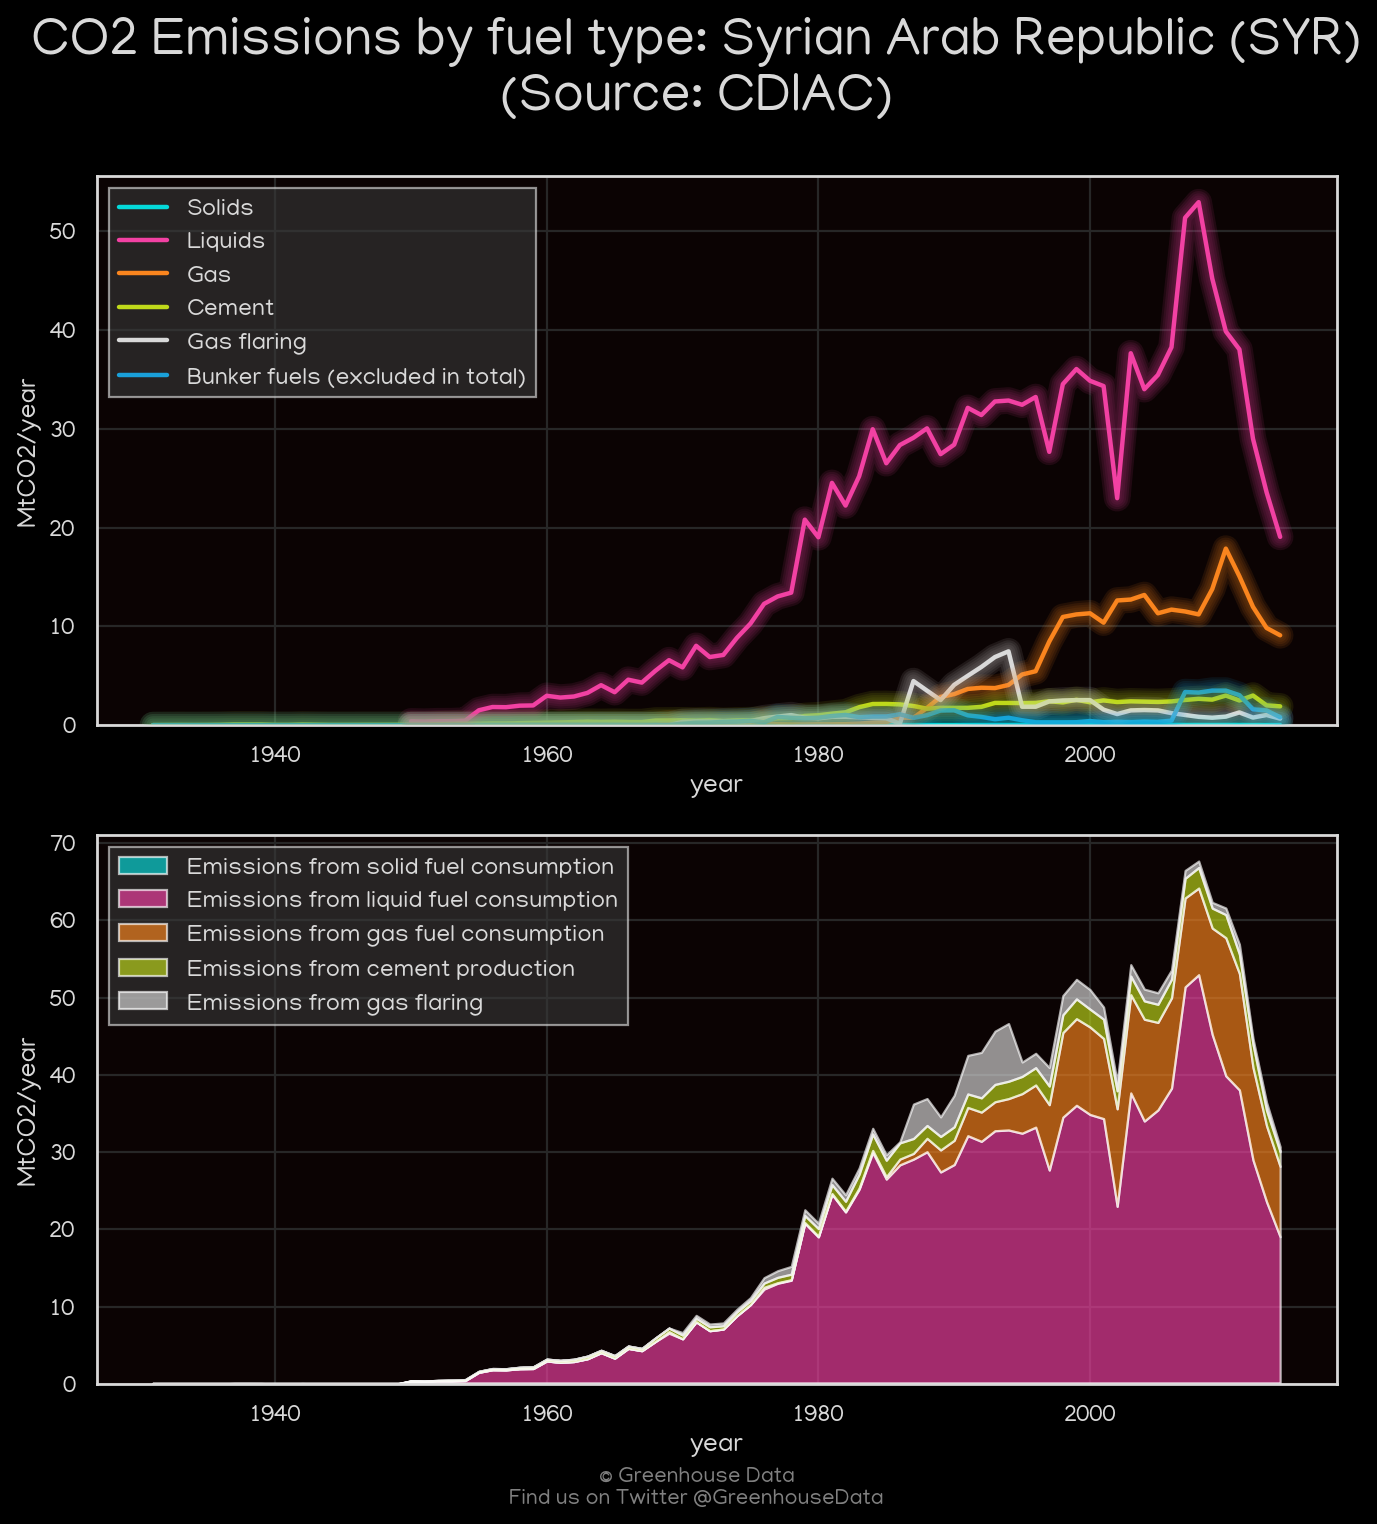 CO2 Emissions by fuel type: Syrian Arab Republic (SYR)
(Source: CDIAC)
Solids
Liquids
Gas
Cement
Gas flaring
Bunker fuels (excluded in total)
MtCO2/year
50
40
30
20
10
0
1940 1960 1980 2000
year
Emissions from solid fuel consumption
Emissions from liquid fuel consumption
Emissions from gas fuel consumption
Emissions from cement production
Emissions from gas flaring
MtCO2/year
70
60
50
40
30
20
10
0
1940 1960 1980 2000
year
© Greenhouse Data
Find us on Twitter @GreenhouseData